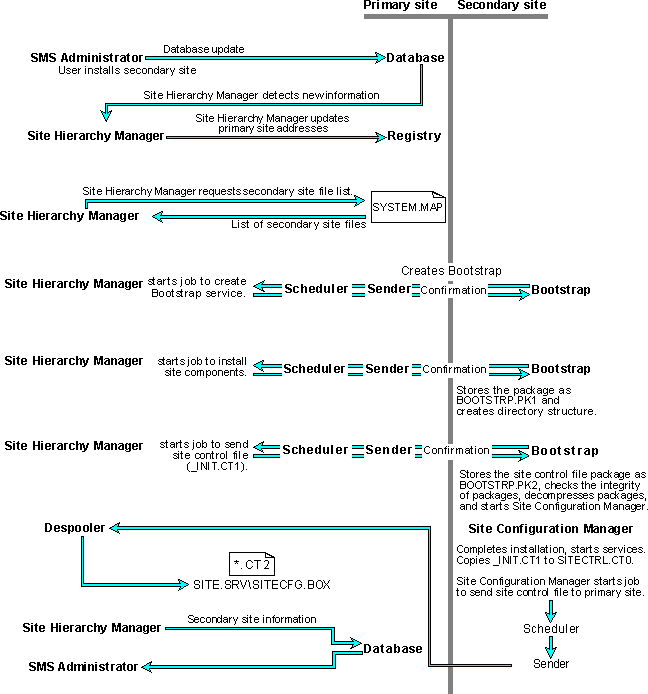 Primary site Secondary site
Database update
SMS Administrator Database
User installs secondary site
Site Hierarchy Manager detects new information
Site Hierarchy Manager updates
primary site addresses
Site Hierarchy Manager Registry
Site Hierarchy Manager requests secondary site file list.
SYSTEM.MAP
Site Hierarchy Manager
List of secondary site files
Creates Bootstrap
Site Hierarchy Manager starts job to create
Bootstrap service.
Scheduler Sender Confirmation Bootstrap
Site Hierarchy Manager starts job to install
site components.
Scheduler Sender Confirmation Bootstrap
Stores the package as
BOOTSTRP.PK1 and
creates directory structure.
Site Hierarchy Manager starts job to send
site control file
(_INIT.CT1).
Scheduler Sender Confirmation Bootstrap
Stores the site control file package as
BOOTSTRP.PK2, checks the integrity
of packages, decompresses packages,
and starts Site Configuration Manager.
Despooler
Site Configuration Manager
Completes installation, starts services.
Copies _INIT.CT1 to SITECTRL.CT0.
*.CT2
SITE.SRV\SITECFG.BOX
Site Configuration Manager starts job
to send site control file to primary site.
Scheduler
Sender
Site Hierarchy Manager Secondary site information
Database
SMS Administrator